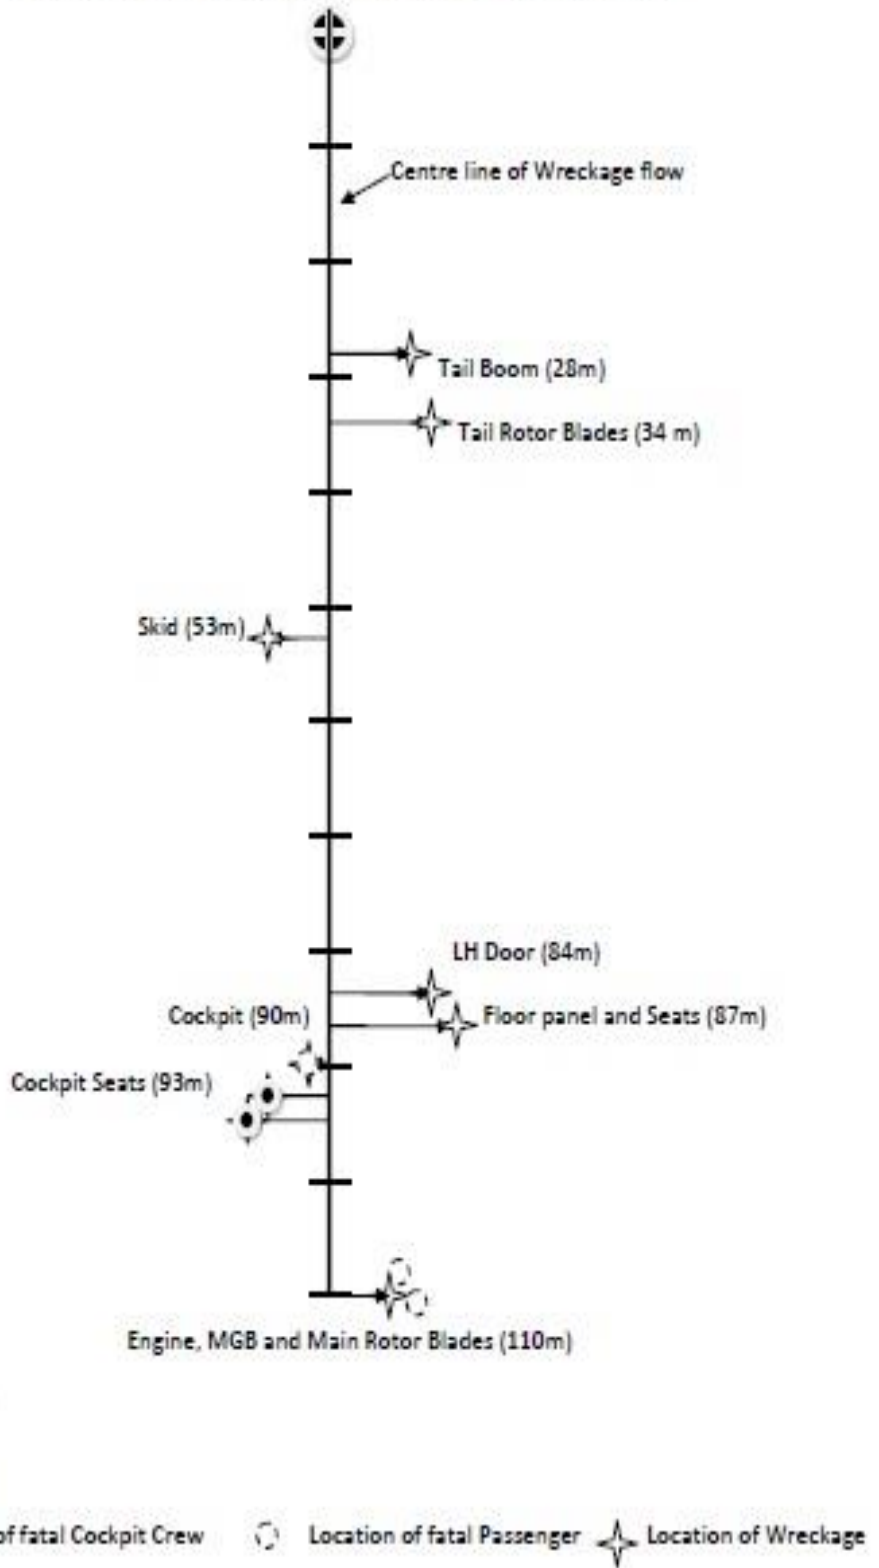 Centre line of Wreckage flow
Tail Boom (28m)
Tail Rotor Blades (34 m)
Skid (53m)
LH Door (84m)
Cockpit (90m)
Floor panel and Seats (87m)
Cockpit Seats (93m)
Engine, MGB and Main Rotor Blades (110m)
of fatal Cockpit Crew
Location of fatal Passenger
Location of Wreckage